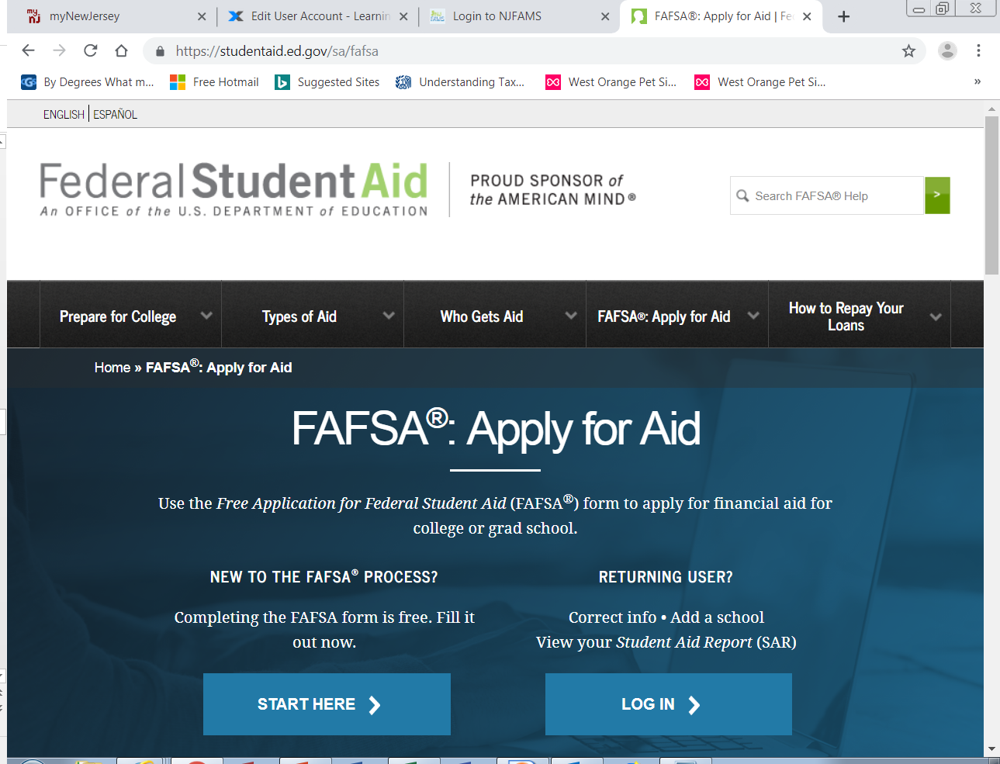 myNewJersey
Edit User Account - Learnin
Login to NJFAMS
FAFSA®: Apply for Aid | Fe
https://studentaid.ed.gov/sa/fafsa
By Degrees What m...
Free Hotmail
Suggested Sites
Understanding Tax...
West Orange Pet Si...
West Orange Pet Si...
»
ENGLISH | ESPAÑOL
Federal Student Aid
An OFFICE of the U.S. DEPARTMENT of EDUCATION
PROUD SPONSOR of
the AMERICAN MIND®
Search FAFSA® Help
>
Prepare for College
Types of Aid
Who Gets Aid
FAFSA®: Apply for Aid
How to Repay Your
Loans
Home » FAFSA®: Apply for Aid
FAFSA®: Apply for Aid
Use the Free Application for Federal Student Aid (FAFSA®) form to apply for financial aid for
college or grad school.
NEW TO THE FAFSA® PROCESS?
Completing the FAFSA form is free. Fill it
out now.
START HERE
RETURNING USER?
Correct info • Add a school
View your Student Aid Report (SAR)
LOG IN